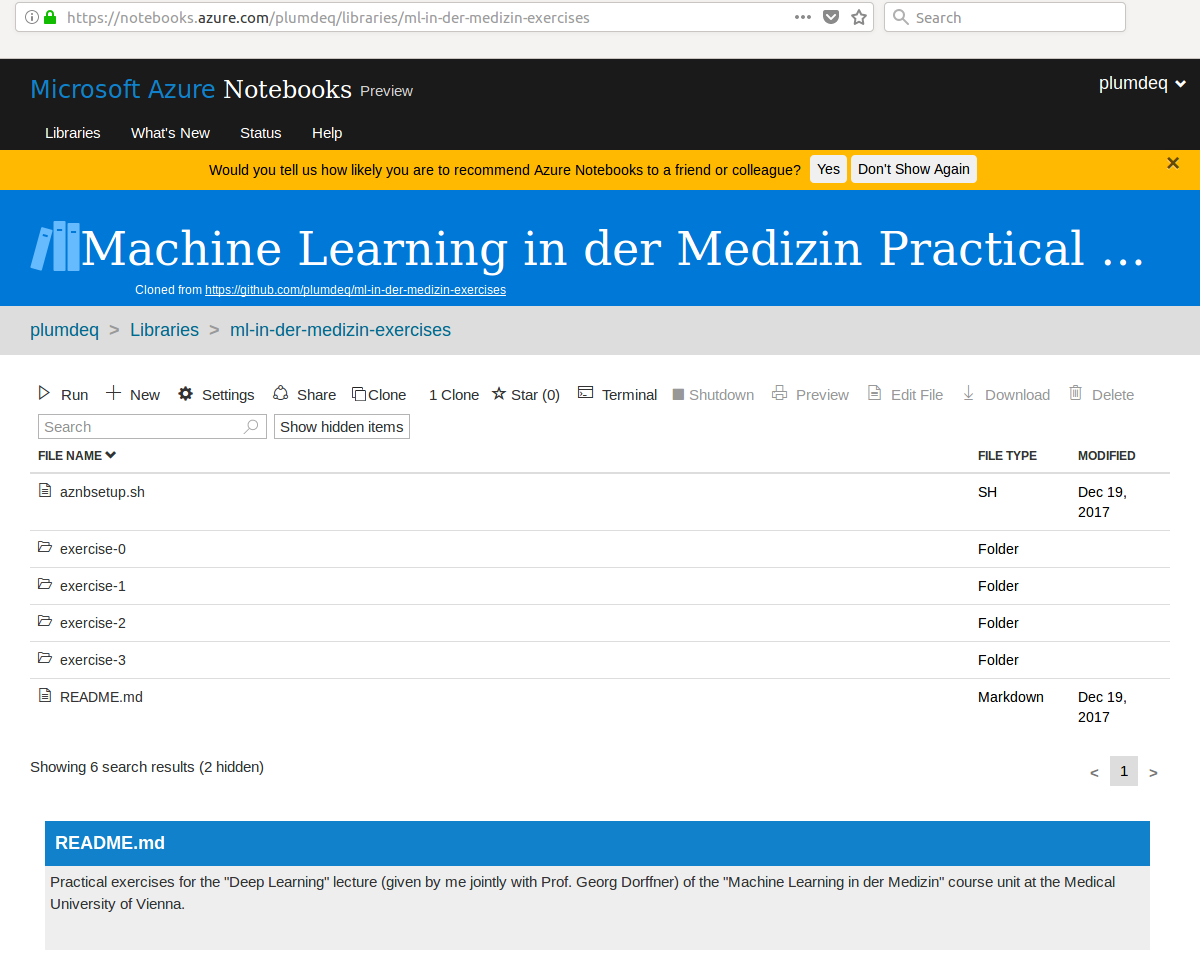 https://notebooks.azure.com/plumdeq/libraries/ml-in-der-medizin-exercises Search
Microsoft Azure Notebooks Preview plumdeq
Libraries What's New Status Help
Would you tell us how likely you are to recommend Azure Notebooks to a friend or colleague? Yes Don't Show Again
Machine Learning in der Medizin Practical ...
Cloned from https://github.com/plumdeq/ml-in-der-medizin-exercises
plumdeq > Libraries > ml-in-der-medizin-exercises
Run New Settings Share Clone 1 Clone Star (0) Terminal Shutdown Preview Edit File Download Delete
Search Show hidden items
FILE NAME FILE TYPE MODIFIED
aznbsetup.sh SH Dec 19,
2017
exercise-0 Folder
exercise-1 Folder
exercise-2 Folder
exercise-3 Folder
README.md Markdown Dec 19,
2017
Showing 6 search results (2 hidden) < 1 >
README.md
Practical exercises for the "Deep Learning" lecture (given by me jointly with Prof. Georg Dorffner) of the "Machine Learning in der Medizin" course unit at the Medical
University of Vienna.